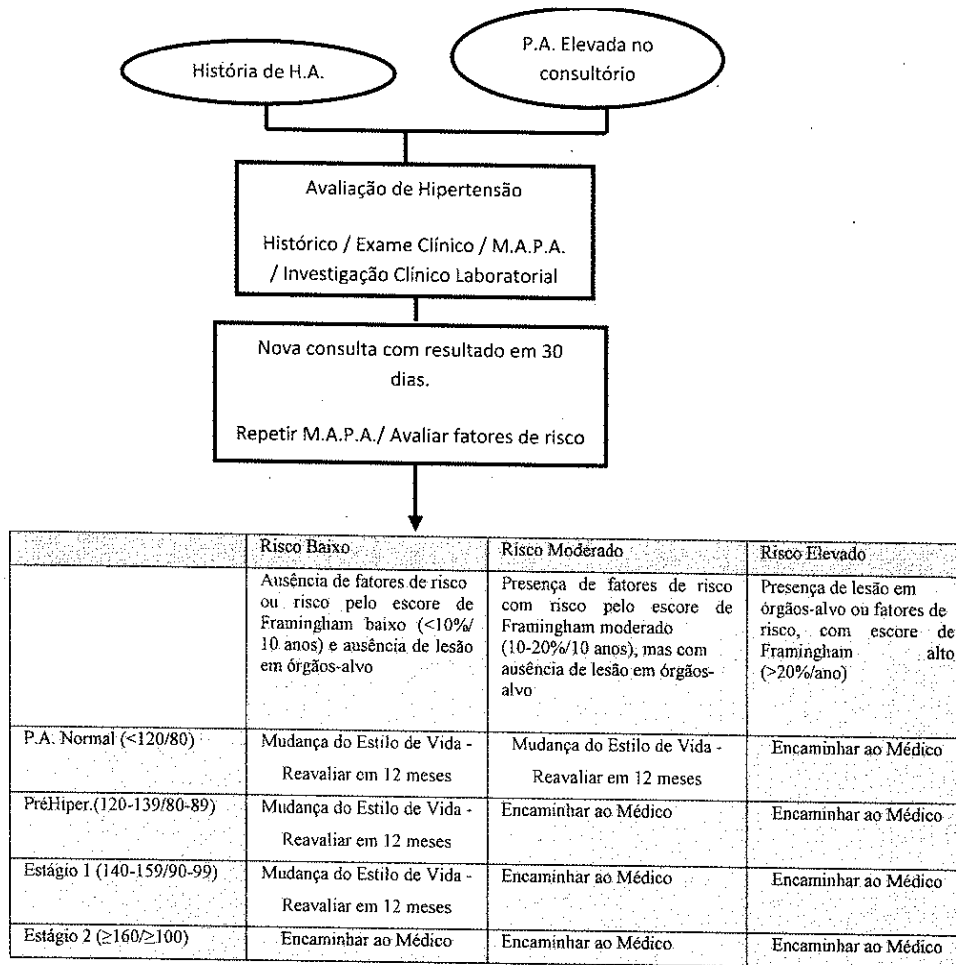 História de H.A.
P.A. Elevada no
consultório
Avaliação de Hipertensão
Histórico / Exame Clínico / M.A.P.A.
/ Investigação Clínico Laboratorial
Nova consulta com resultado em 30
dias.
Repetir M.A.P.A./ Avaliar fatores de risco
Risco Baixo
Risco Moderado
Risco Elevado
Ausência de fatores de risco
ou risco pelo escore de
Framingham baixo (<10%/
10 anos) e ausência de lesão
em órgãos-alvo
Presença de fatores de risco
com risco pelo escore de
Framingham moderado
(10-20%/10 anos), mas com
ausência de lesão em órgãos-
alvo
Presença de lesão em
órgãos-alvo ou fatores de
risco, com escore de
Framingham alto
(>20%/ano)
P.A. Normal (<120/80)
Mudança do Estilo de Vida -
Reavaliar em 12 meses
Mudança do Estilo de Vida -
Reavaliar em 12 meses
Encaminhar ao Médico
PréHiper.(120-139/80-89)
Mudança do Estilo de Vida -
Reavaliar em 12 meses
Encaminhar ao Médico
Encaminhar ao Médico
Estágio 1 (140-159/90-99)
Mudança do Estilo de Vida -
Reavaliar em 12 meses
Encaminhar ao Médico
Encaminhar ao Médico
Estágio 2 (≥160/≥100)
Encaminhar ao Médico
Encaminhar ao Médico
Encaminhar ao Médico